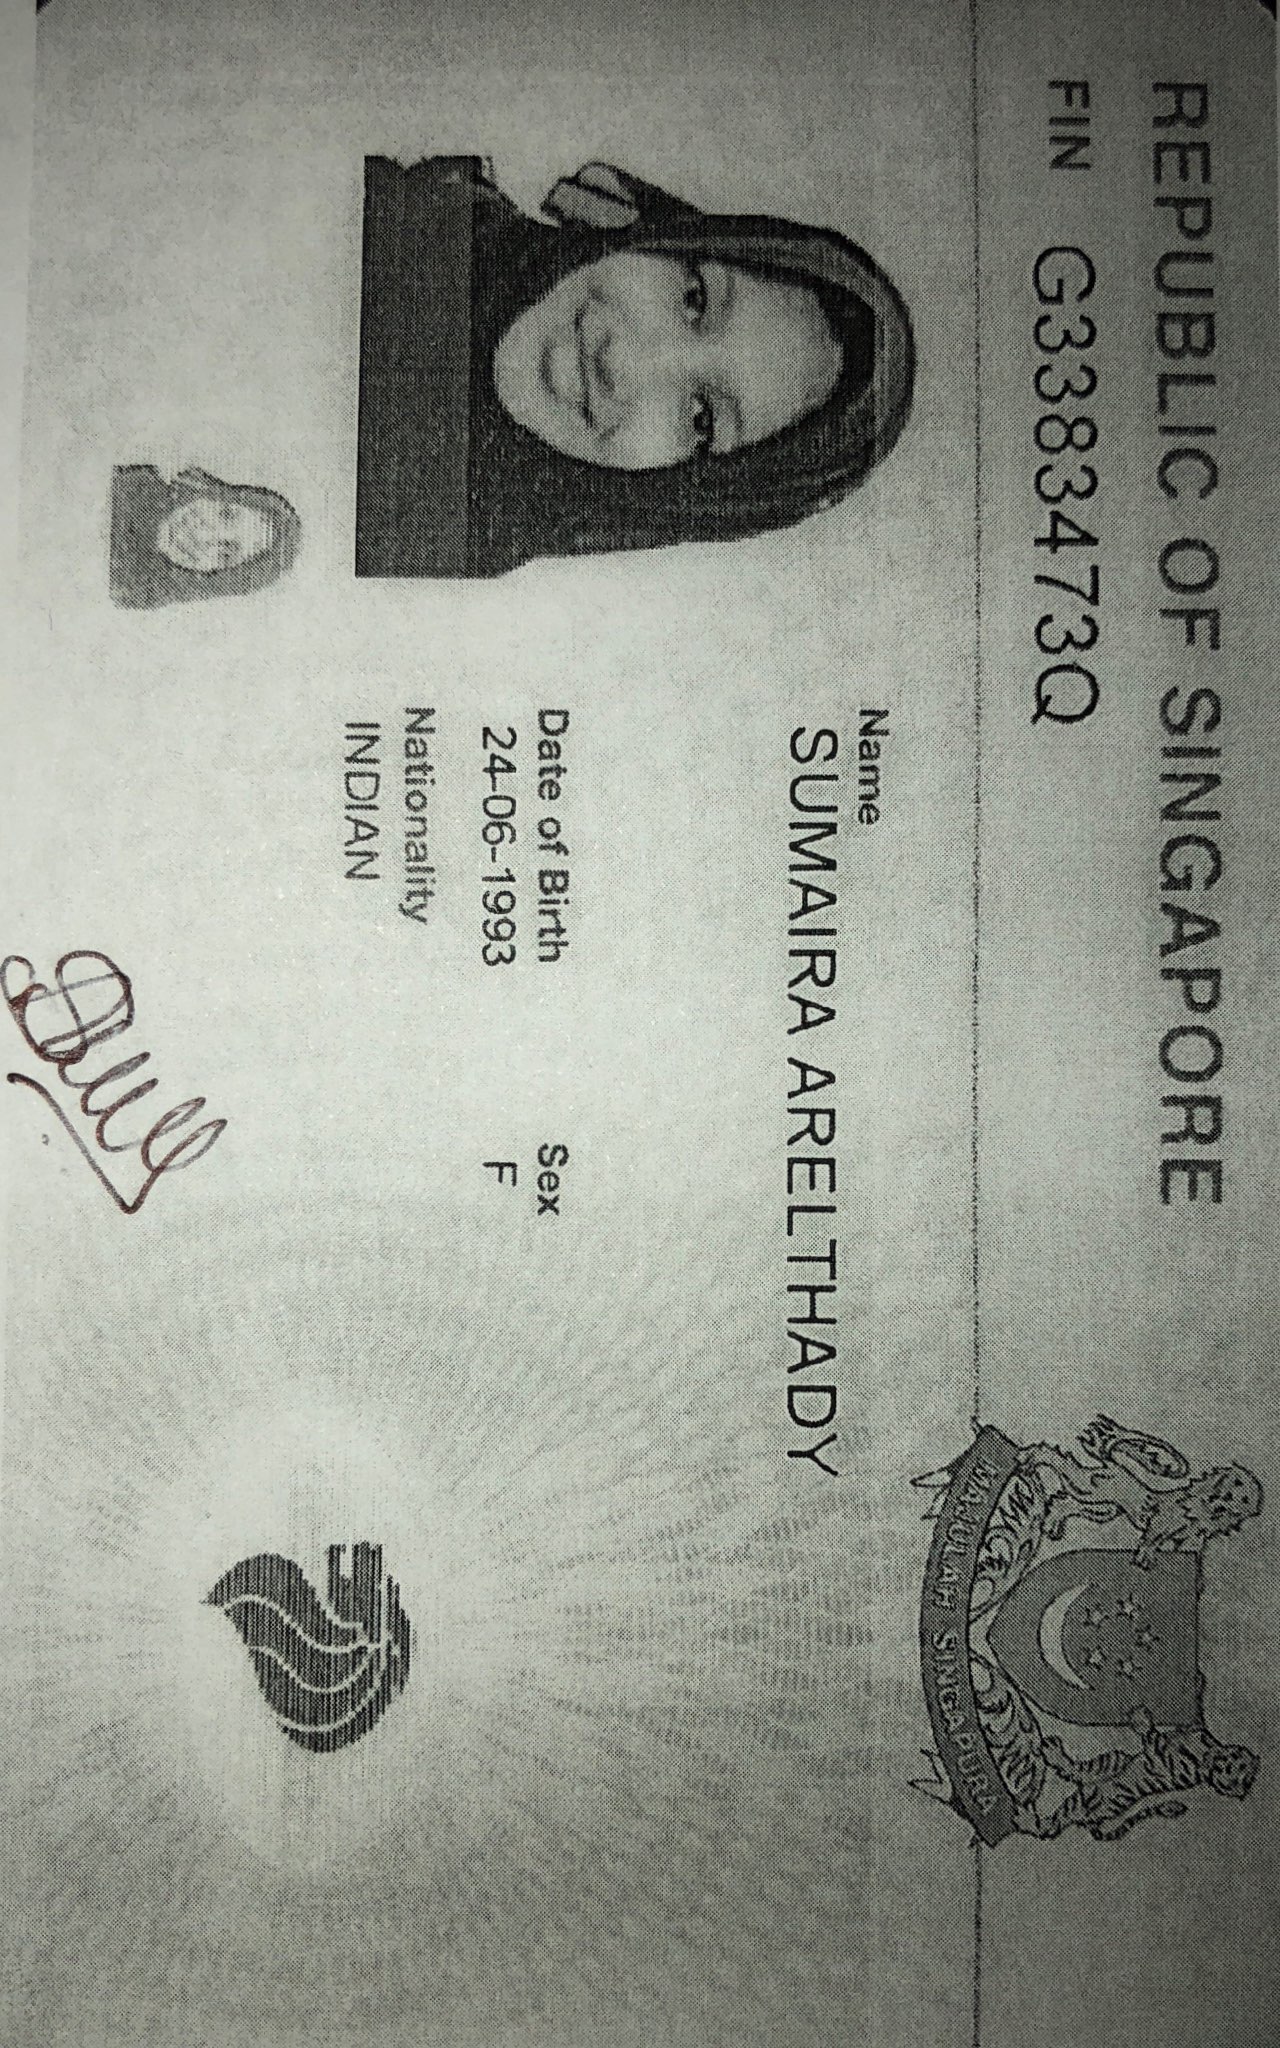 REPUBLIC OF SINGAPORE
FIN G3383473Q
MAJULAH SINGAPURA
Name
SUMAIRA ARELTHADY
Date of Birth Sex
24-06-1993 F
Nationality
INDIAN